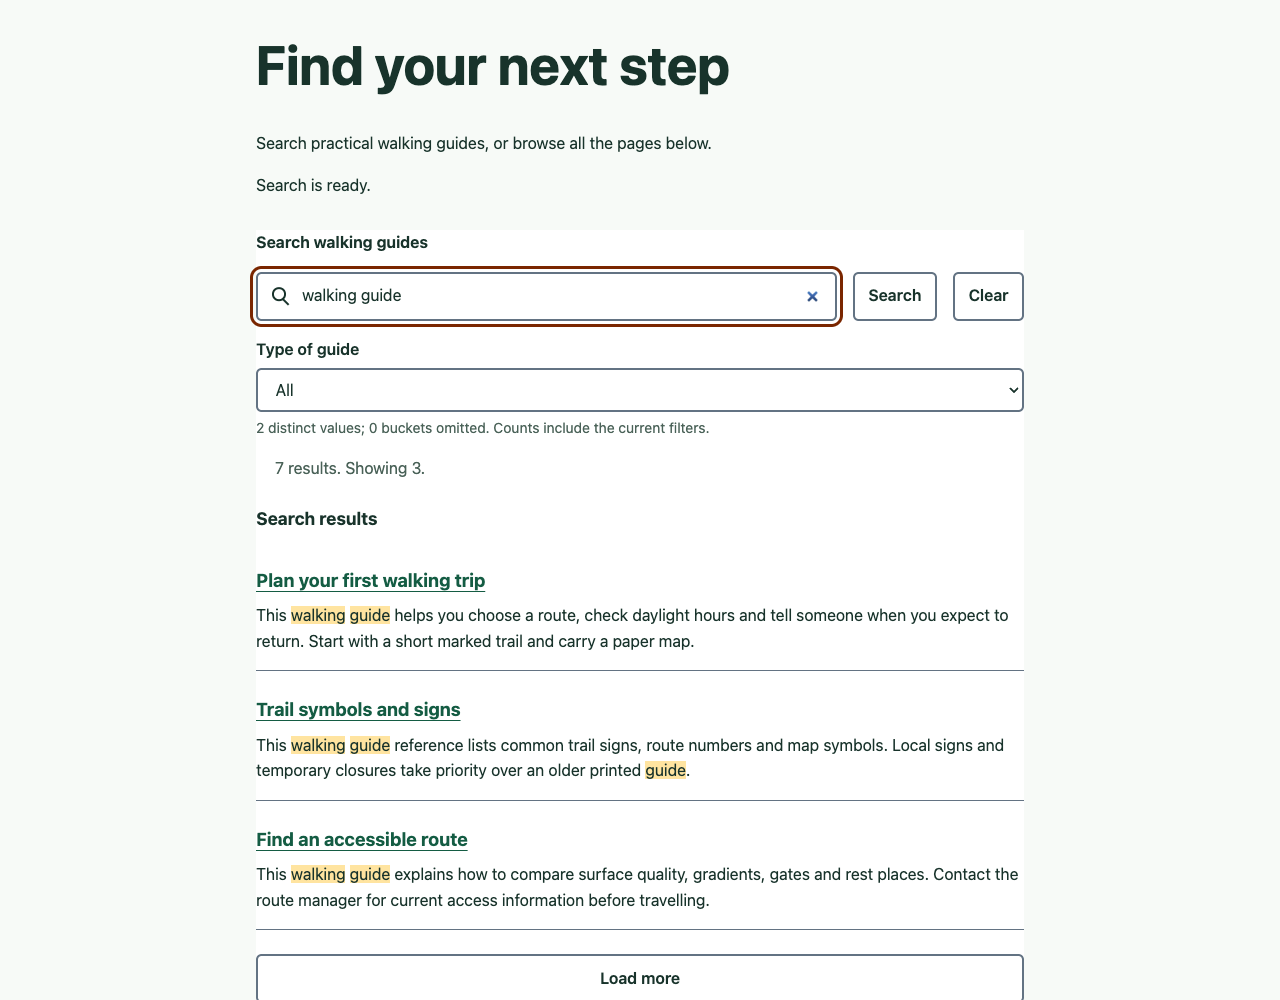 Find your next step
Search practical walking guides, or browse all the pages below.
Search is ready.
Search walking guides
walking guide
Search
Clear
Type of guide
All
2 distinct values; 0 buckets omitted. Counts include the current filters.
7 results. Showing 3.
Search results
Plan your first walking trip
This walking guide helps you choose a route, check daylight hours and tell someone when you expect to
return. Start with a short marked trail and carry a paper map.
Trail symbols and signs
This walking guide reference lists common trail signs, route numbers and map symbols. Local signs and
temporary closures take priority over an older printed guide.
Find an accessible route
This walking guide explains how to compare surface quality, gradients, gates and rest places. Contact the
route manager for current access information before travelling.
Load more